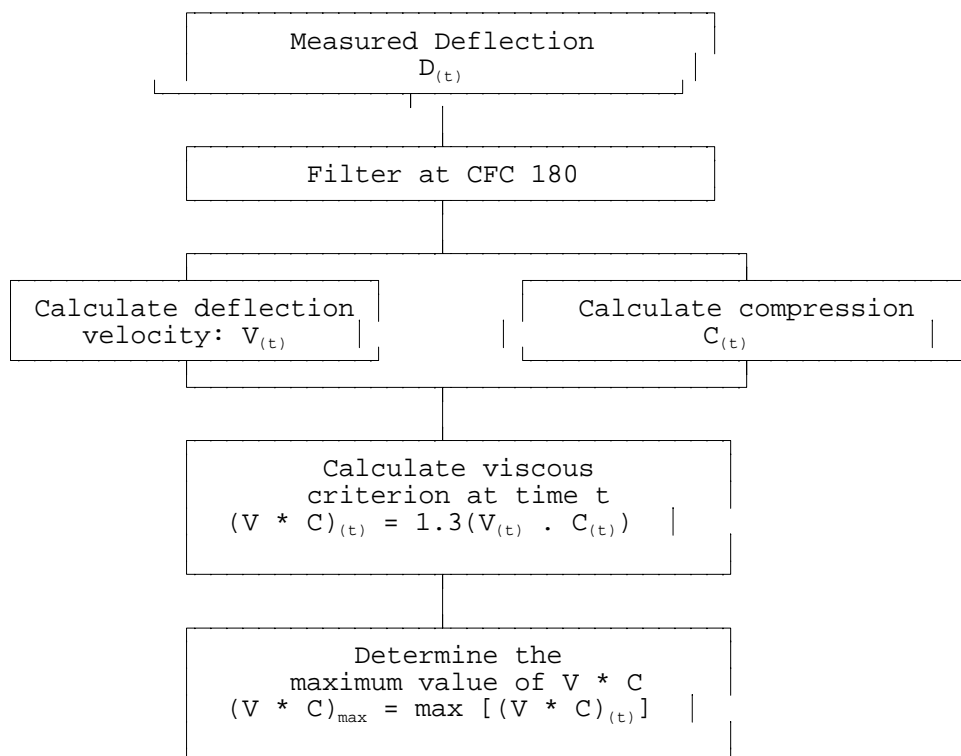 Measured Deflection
D(t)
Filter at CFC 180
Calculate deflection
velocity: V(t)
Calculate compression
C(t)
Calculate viscous
criterion at time t
(V * C)(t) = 1.3(V(t) . C(t))
Determine the
maximum value of V * C
(V * C)max = max [(V * C)(t)]